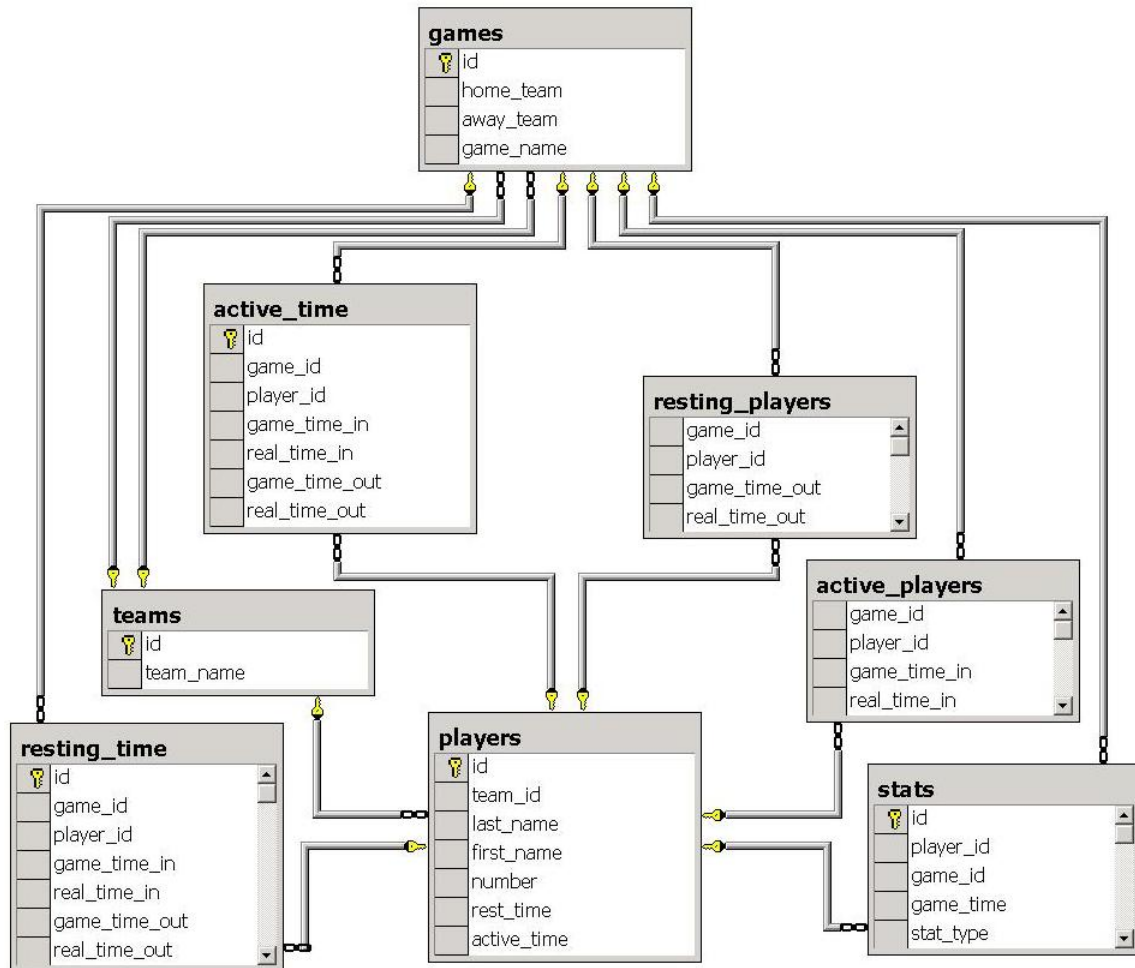 games
id
home_team
away_team
game_name
active_time
id
game_id
player_id
game_time_in
real_time_in
game_time_out
real_time_out
resting_players
game_id
player_id
game_time_out
real_time_out
active_players
game_id
player_id
game_time_in
real_time_in
teams
id
team_name
resting_time
id
game_id
player_id
game_time_in
real_time_in
game_time_out
real_time_out
players
id
team_id
last_name
first_name
number
rest_time
active_time
stats
id
player_id
game_id
game_time
stat_type